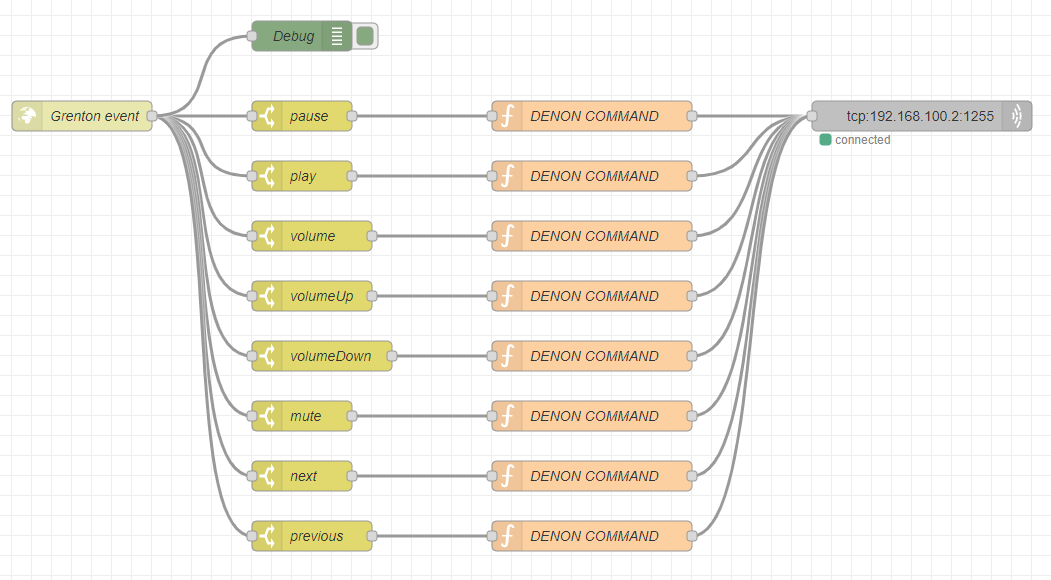 Debug
Grenton event
pause
DENON COMMAND
tcp:192.168.100.2:1255
connected
play
DENON COMMAND
volume
DENON COMMAND
volumeUp
DENON COMMAND
volumeDown
DENON COMMAND
mute
DENON COMMAND
next
DENON COMMAND
previous
DENON COMMAND